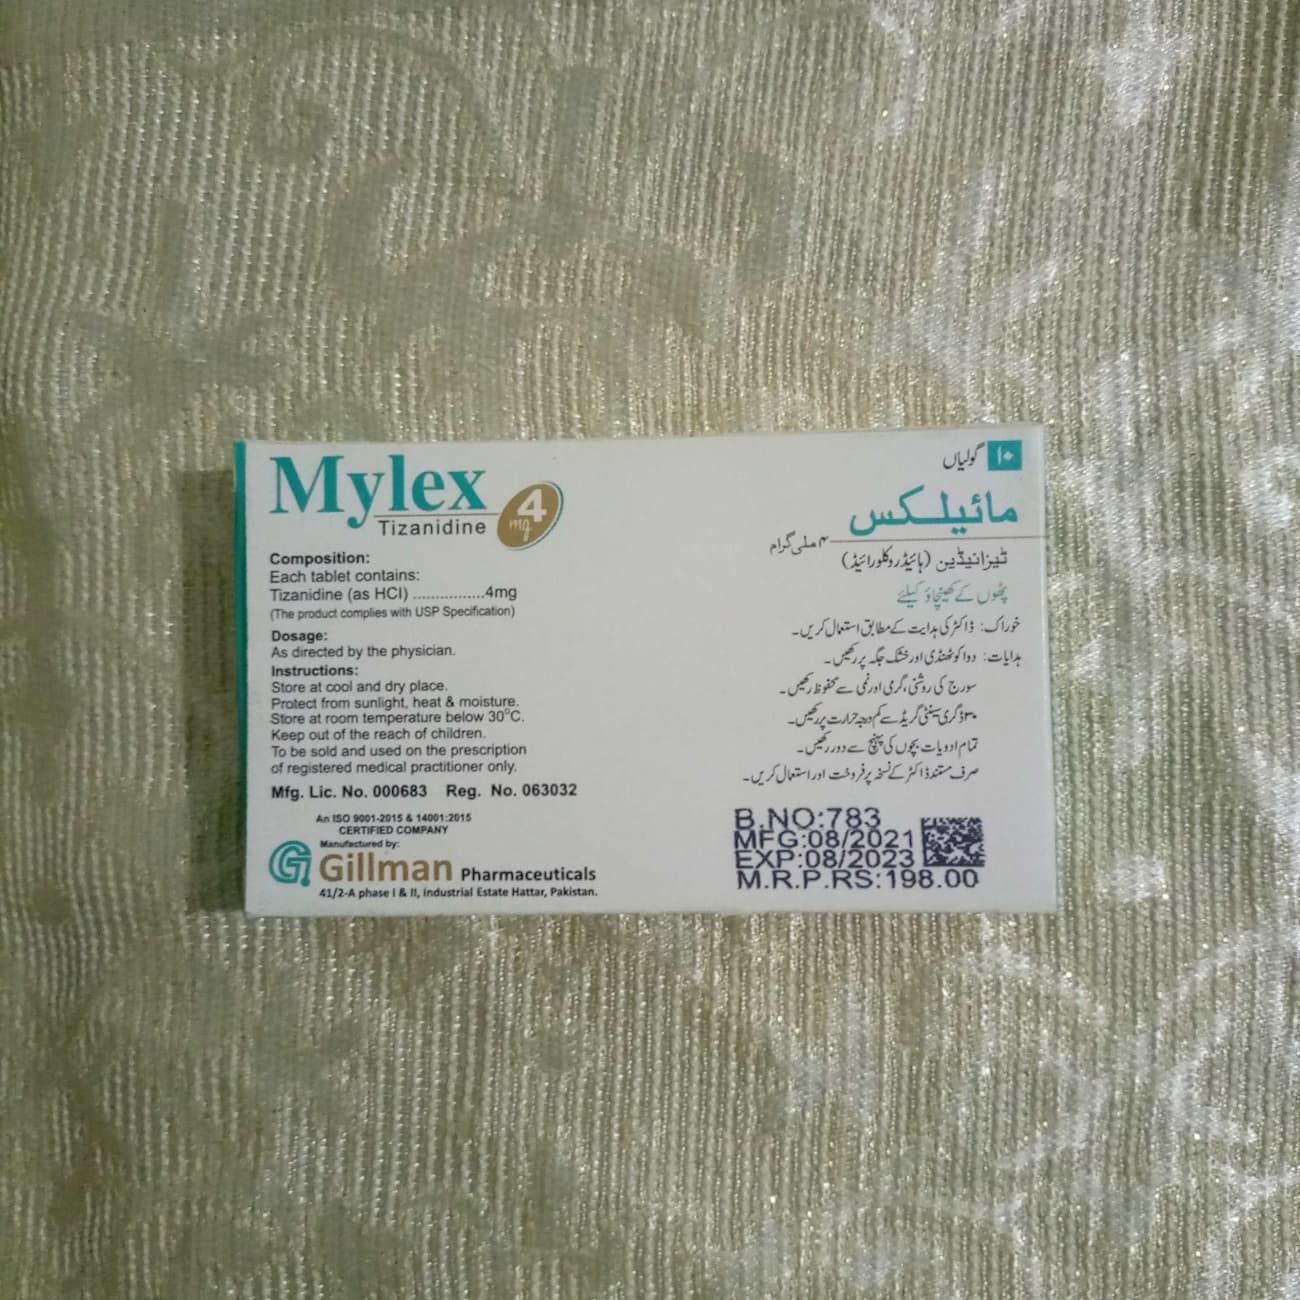 Mylex
Tizanidine
4 mg
Composition:
Each tablet contains:
Tizanidine (as HCl) ................4mg
(The product complies with USP Specification)
Dosage:
As directed by the physician.
Instructions:
Store at cool and dry place.
Protect from sunlight, heat & moisture.
Store at room temperature below 30°C.
Keep out of the reach of children.
To be sold and used on the prescription
of registered medical practitioner only.
Mfg. Lic. No. 000683 Reg. No. 063032
An ISO 9001-2015 & 14001:2015
CERTIFIED COMPANY
Manufactured by:
Gillman Pharmaceuticals
41/2-A phase I & II, Industrial Estate Hattar, Pakistan.
۱۰ گولیاں
مائیلکس
۴ ملی گرام
ٹیزانیڈین (ہائیڈروکلورائیڈ)
پٹھوں کے کھینچاؤ کیلئے
خوراک: ڈاکٹر کی ہدایت کے مطابق استعمال کریں۔
ہدایات: دوا کو ٹھنڈی اور خشک جگہ پر رکھیں۔
سورج کی روشنی، گرمی اور نمی سے محفوظ رکھیں۔
۳۰ ڈگری سینٹی گریڈ سے کم درجہ حرارت پر رکھیں۔
تمام ادویات بچوں کی پہنچ سے دور رکھیں۔
صرف مستند ڈاکٹر کے نسخہ پر فروخت اور استعمال کریں۔
B.NO:783
MFG:08/2021
EXP:08/2023
M.R.P.RS:198.00